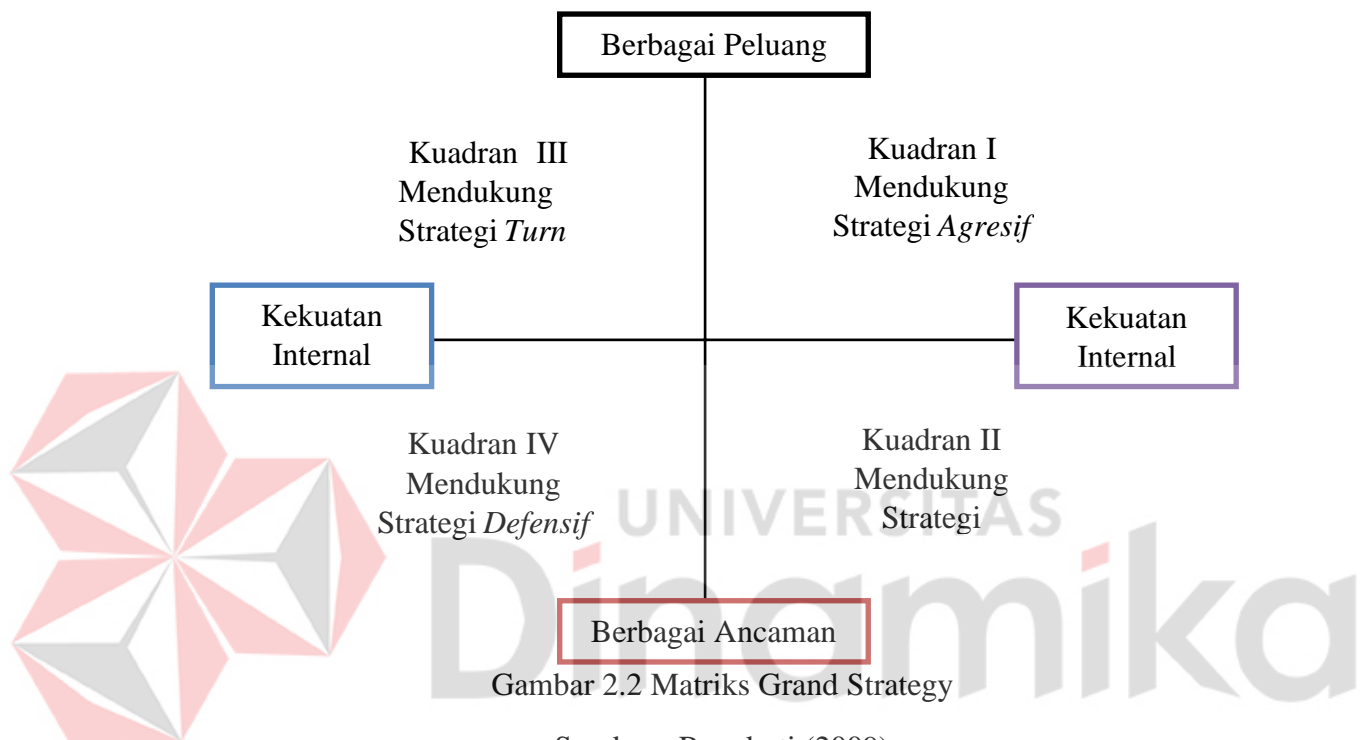 Berbagai Peluang
Kuadran III
Mendukung
Strategi Turn
Kuadran I
Mendukung
Strategi Agresif
Kekuatan
Internal
Kekuatan
Internal
Kuadran IV
Mendukung
Strategi Defensif
Kuadran II
Mendukung
Strategi
UNIVERSITAS
Dinamika
Berbagai Ancaman
Gambar 2.2 Matriks Grand Strategy
(2009)